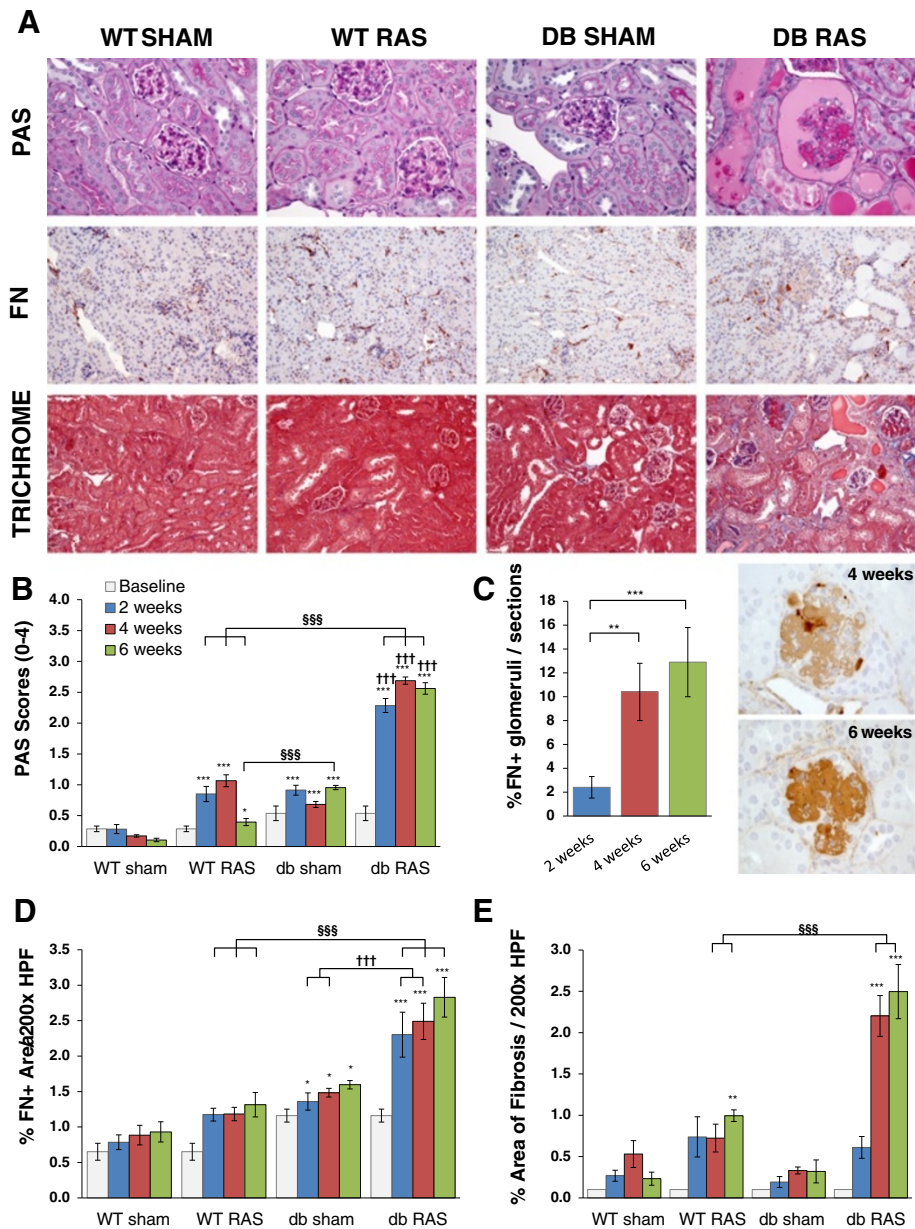 A
WT SHAM WT RAS DB SHAM DB RAS
PAS
FN
TRICHROME
B
Baseline
2 weeks
4 weeks
6 weeks
PAS Scores (0-4)
4.0
3.5
3.0
2.5
2.0
1.5
1.0
0.5
0.0
§§§
§§§
*** *** *
*** *** ***
††† ††† †††
*** *** ***
WT sham WT RAS db sham db RAS
C
%FN+ glomeruli / sections
18
16
14
12
10
8
6
4
2
0
***
**
2 weeks 4 weeks 6 weeks
4 weeks
6 weeks
D
% FN+ Area/200x HPF
3.5
3.0
2.5
2.0
1.5
1.0
0.5
0.0
§§§
†††
* * *
*** *** ***
WT sham WT RAS db sham db RAS
E
% Area of Fibrosis / 200x HPF
3.0
2.5
2.0
1.5
1.0
0.5
0.0
§§§
**
*** ***
WT sham WT RAS db sham db RAS